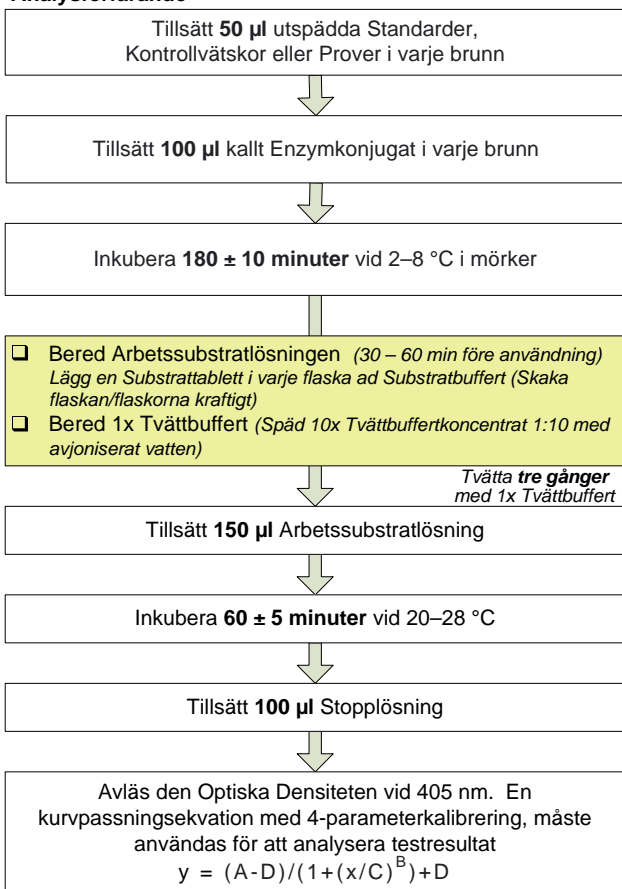 Tillsätt 50 µl utspädda Standarder,
Kontrollvätskor eller Prover i varje brunn
Tillsätt 100 µl kallt Enzymkonjugat i varje brunn
Inkubera 180 ± 10 minuter vid 2–8 °C i mörker
❑ Bered Arbetssubstratlösningen (30 – 60 min före användning)
Lägg en Substrattablett i varje flaska ad Substratbuffert (Skaka
flaskan/flaskorna kraftigt)
❑ Bered 1x Tvättbuffert (Späd 10x Tvättbuffertkoncentrat 1:10 med
avjoniserat vatten)
Tvätta tre gånger
med 1x Tvättbuffert
Tillsätt 150 µl Arbetssubstratlösning
Inkubera 60 ± 5 minuter vid 20–28 °C
Tillsätt 100 µl Stopplösning
Avläs den Optiska Densiteten vid 405 nm. En
kurvpassningsekvation med 4-parameterkalibrering, måste
användas för att analysera testresultat
y = (A-D)/(1+(x/C)^B)+D